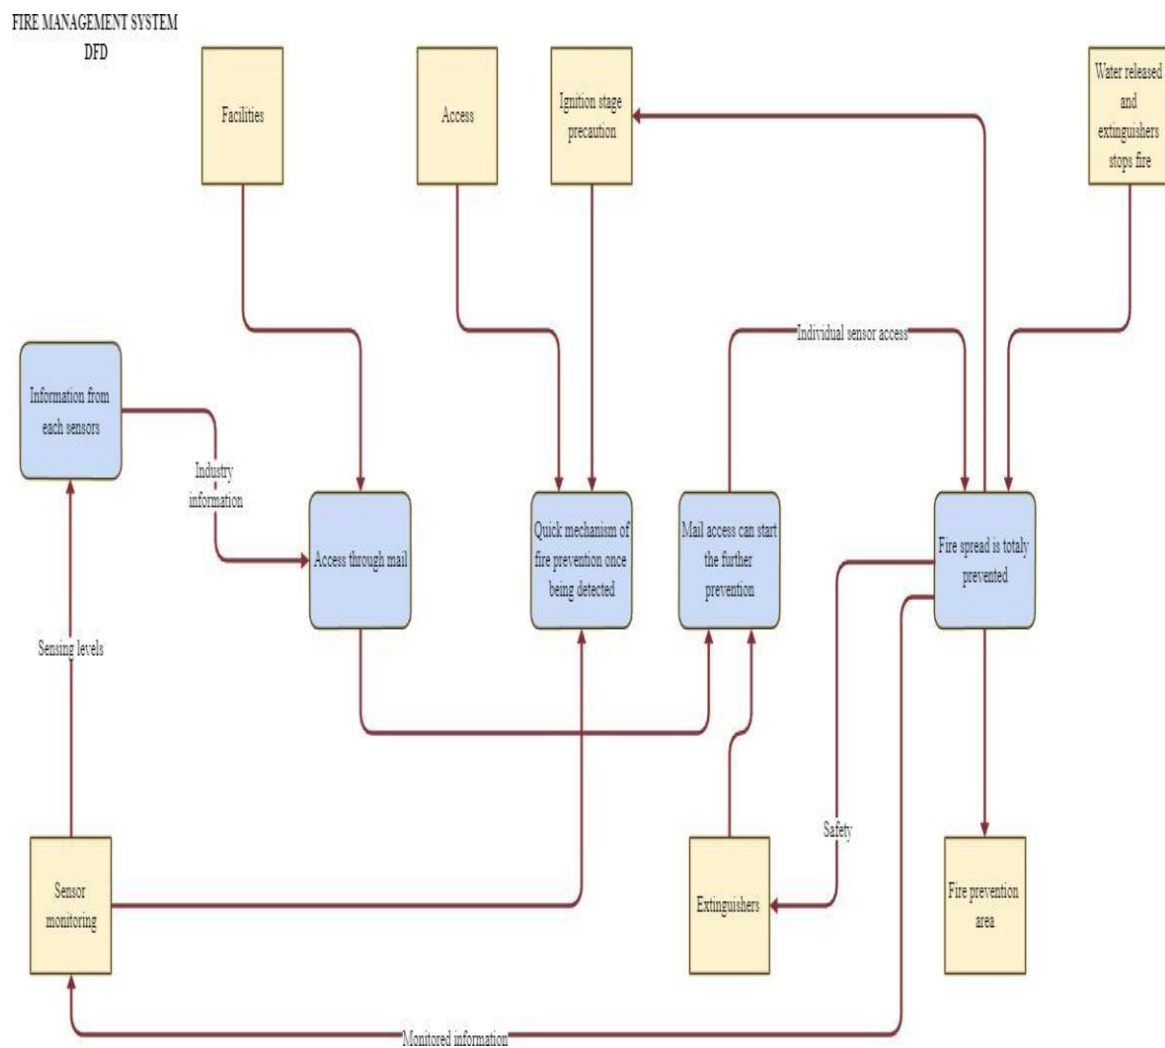 FIRE MANAGEMENT SYSTEM
DFD
Facilities
Access
Ignition stage
precaution
Water released
and
extinguishers
stops fire
Individual sensor access
Information from
each sensors
Industry
information
Access through mail
Quick mechanism of
fire prevention once
being detected
Mail access can start
the further
prevention
Fire spread is totaly
prevented
Sensing levels
Safety
Sensor
monitoring
Extinguishers
Fire prevention
area
Monitored information